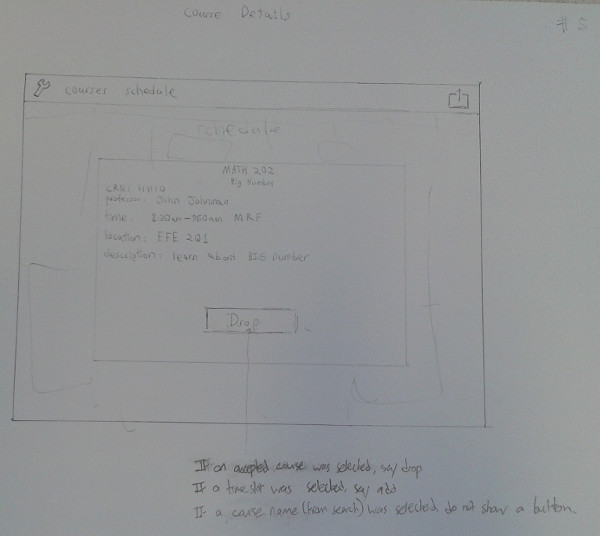 Course Details
# 5
courses schedule
schedule
MATH 202
Big Number
CRN: 11110
professor: John Johnman
time: 8:30am - 9:50am MRF
location: EFE 201
description: learn about BIG number
Drop
If an accepted course was selected, say drop
If a time slot was selected, say add
If a course name (from search) was selected, do not show a button.